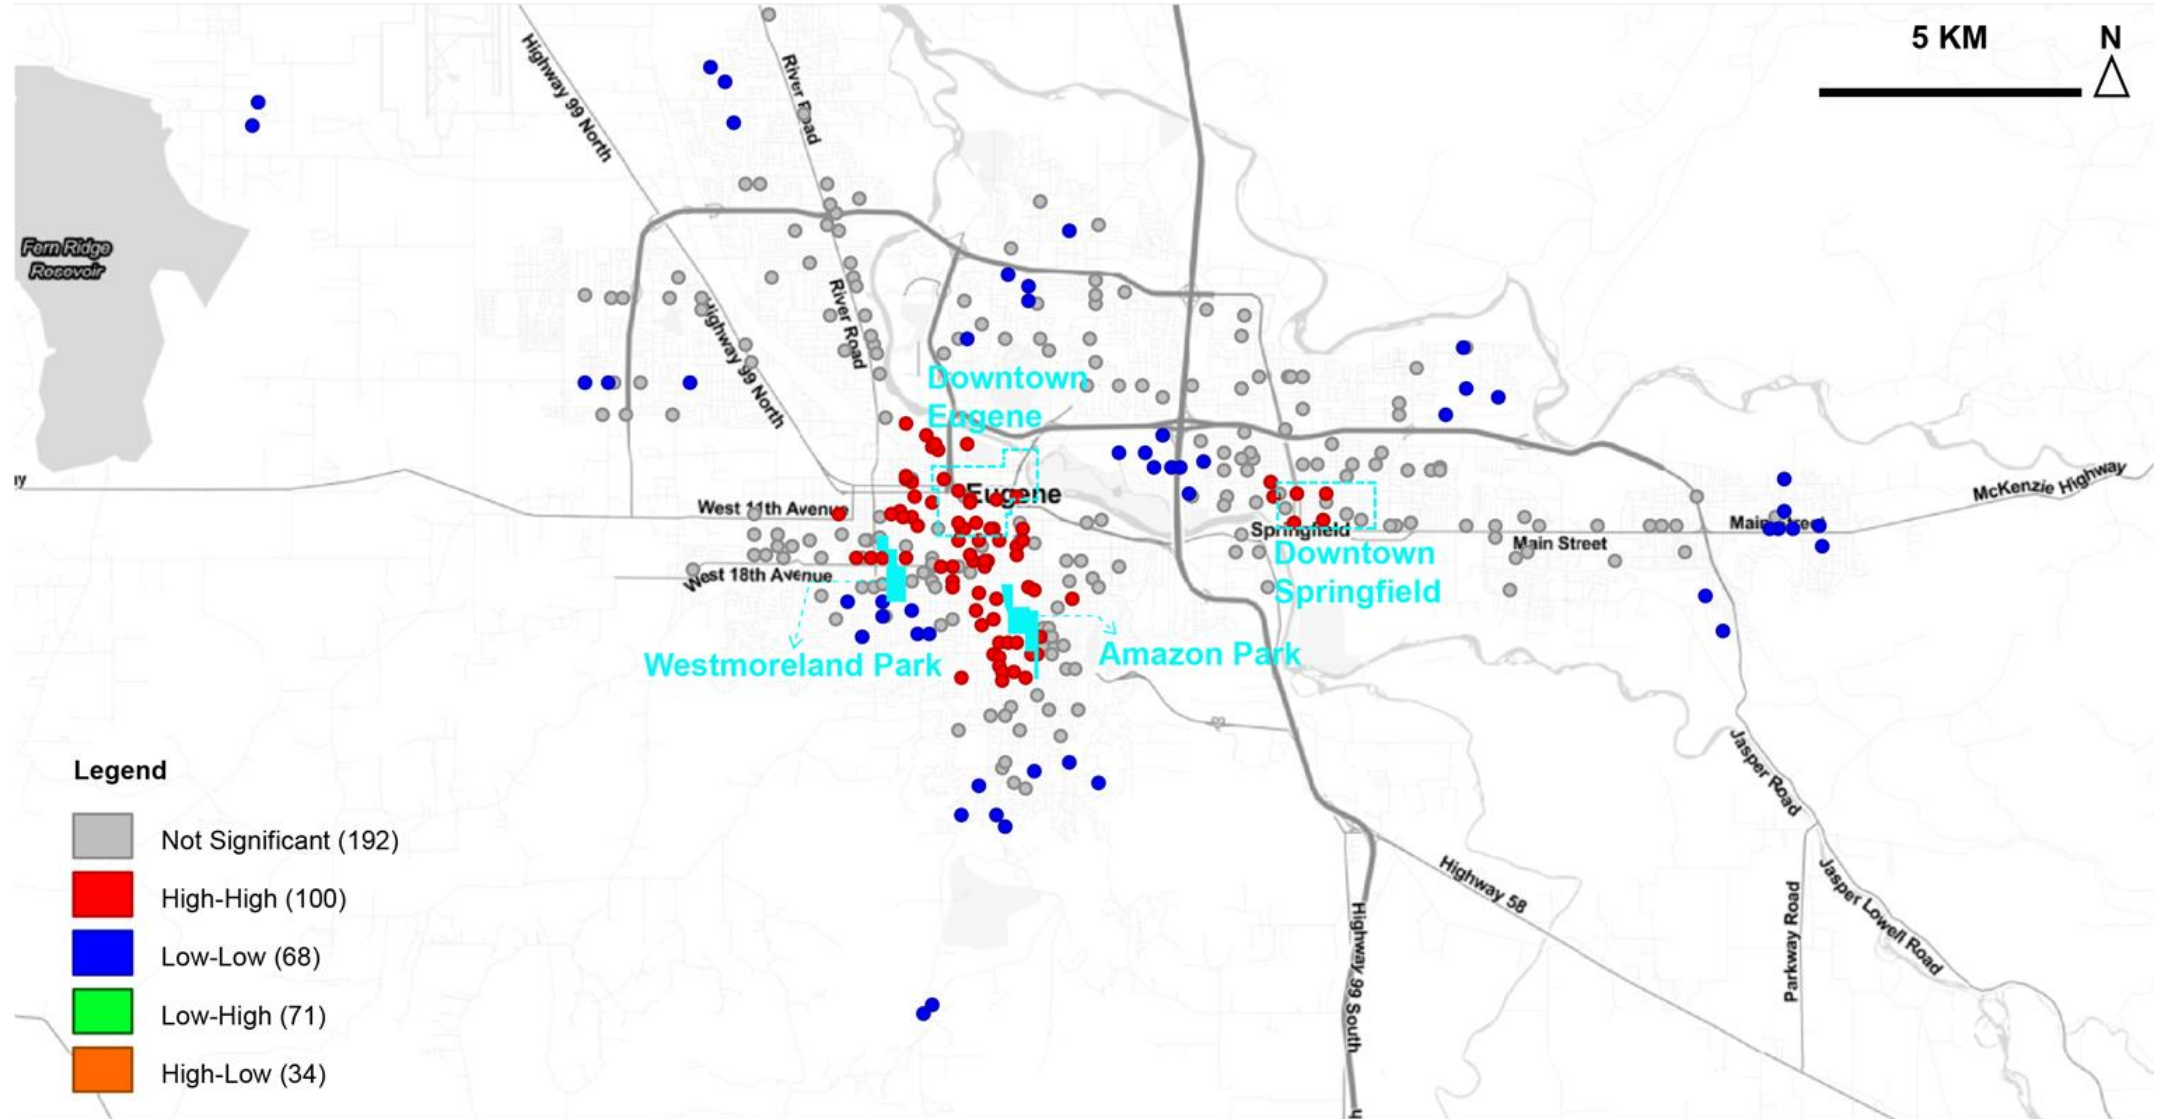 5 KM
N
Highway 99 North
River Road
Fern Ridge
Resovoir
River Road
Highway 99 North
Downtown
Eugene
McKenzie Highway
Eugene
West 11th Avenue
Main Street
Springfield
Main Street
Downtown
Springfield
West 18th Avenue
Westmoreland Park
Amazon Park
Jasper Road
Legend
Not Significant (192)
High-High (100)
Low-Low (68)
Low-High (71)
High-Low (34)
Highway 58
Highway 99 South
Parkway Road
Jasper Lowell Road